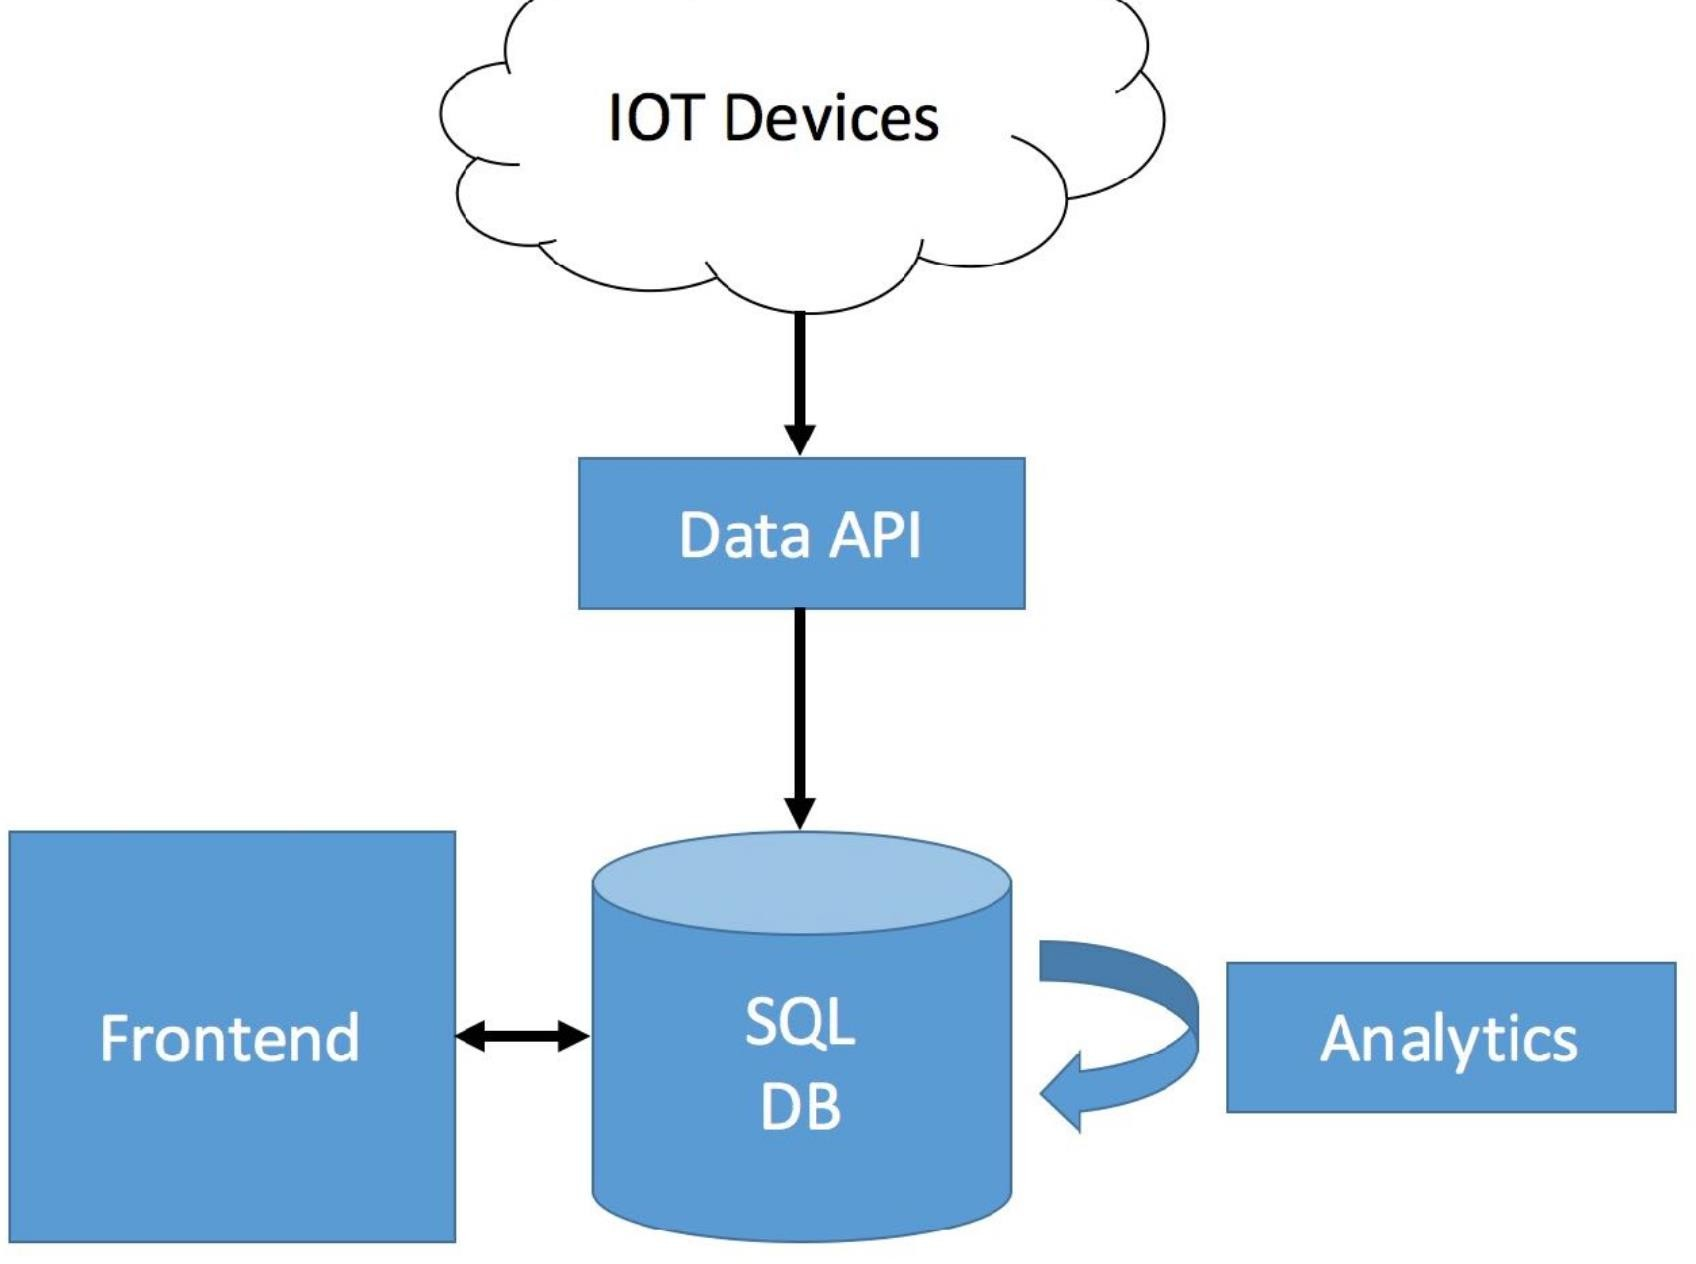 IOT Devices
Data API
Frontend
SQL
DB
Analytics